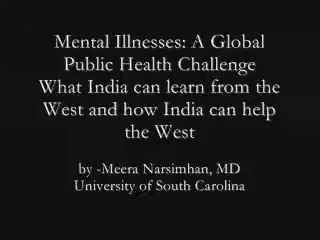 Mental Illnesses: A Global
Public Health Challenge
What India can learn from the
West and how India can help
the West
by -Meera Narsimhan, MD
University of South Carolina